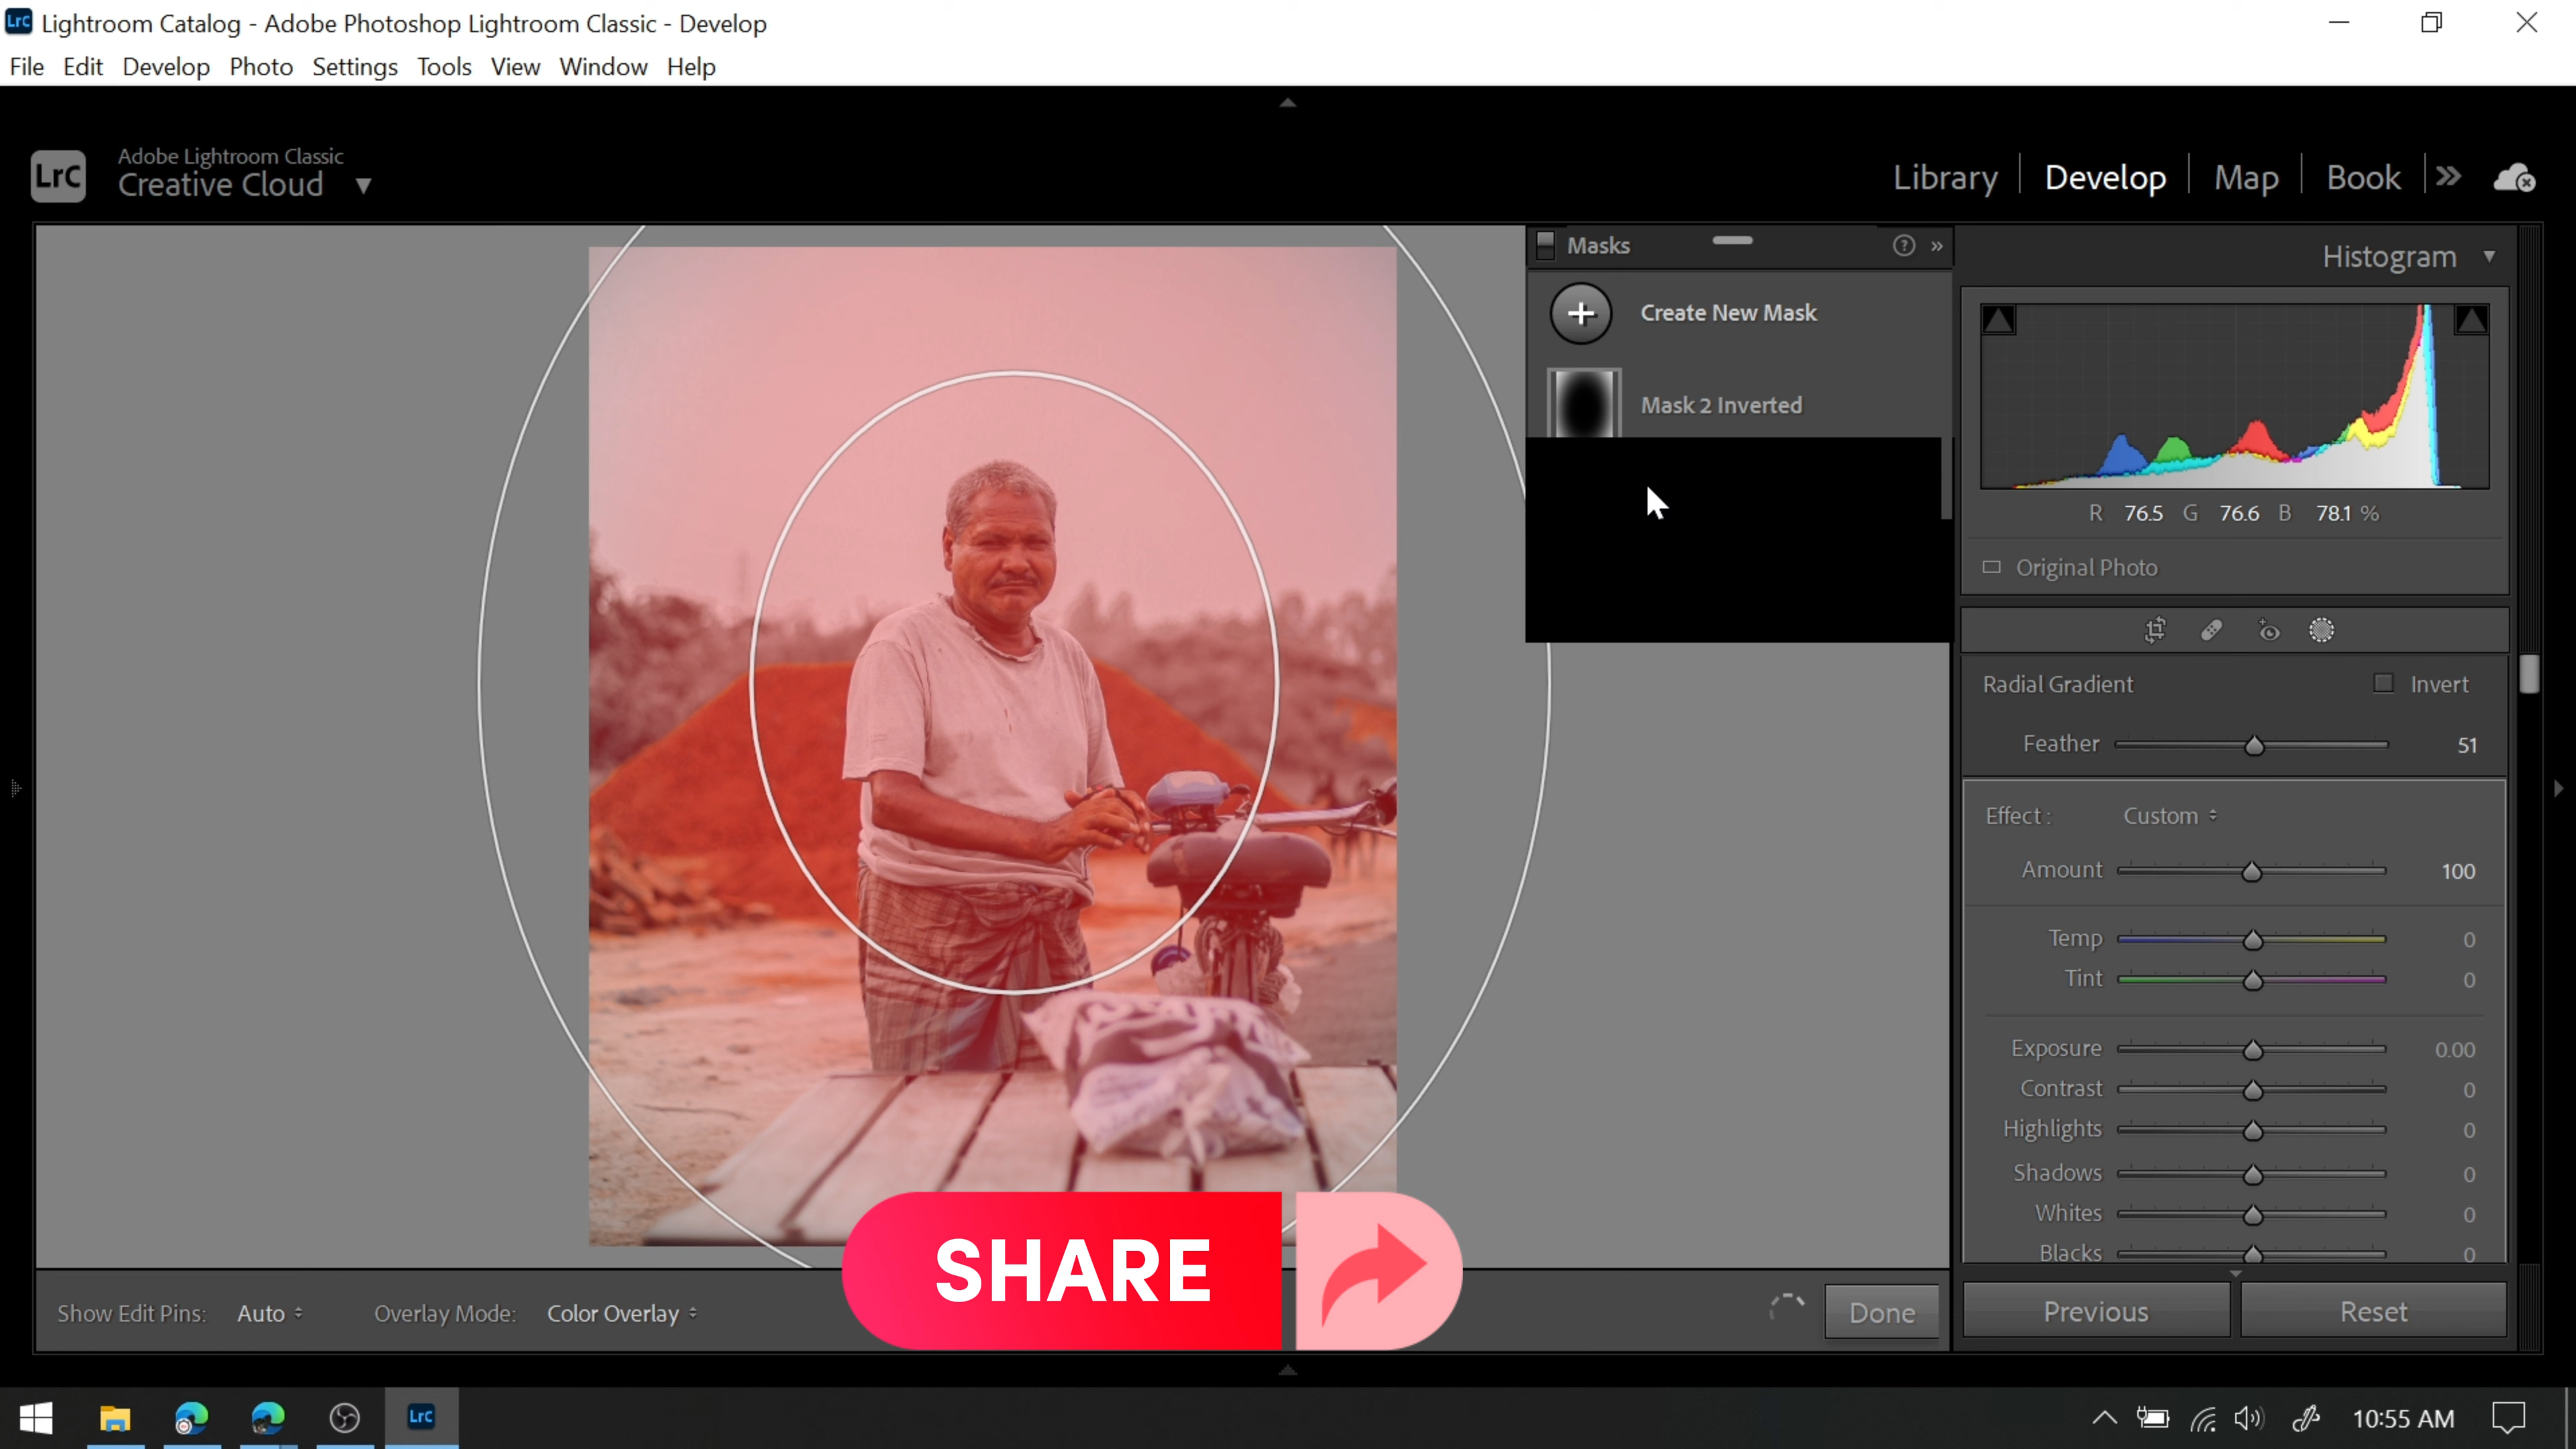 LrC Lightroom Catalog - Adobe Photoshop Lightroom Classic - Develop
File Edit Develop Photo Settings Tools View Window Help
LrC Adobe Lightroom Classic
Creative Cloud
Library Develop Map Book
Masks
Create New Mask
Mask 2 Inverted
Histogram
R 76.5 G 76.6 B 78.1 %
Original Photo
Radial Gradient Invert
Feather 51
Effect : Custom
Amount 100
Temp 0
Tint 0
Exposure 0.00
Contrast 0
Highlights 0
Shadows 0
Whites 0
Blacks 0
Show Edit Pins: Auto Overlay Mode: Color Overlay
SHARE
Done
Previous Reset
LrC
10:55 AM